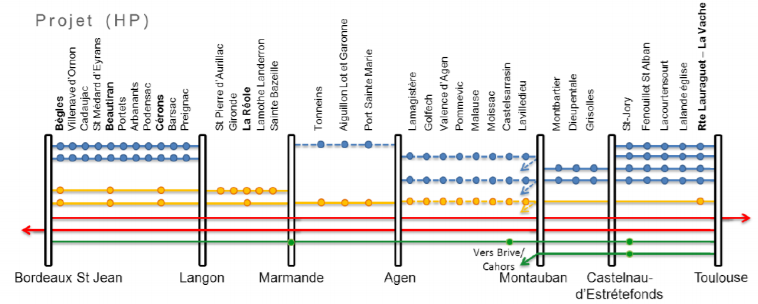 Projet (HP)
Bègles
Villenave d'Orron
Cadaujac
St Médard d'Eyrans
Beautiran
Portets
Arbanants
Podensac
Cérons
Barsac
Preignac
St Pierre d'Aurillac
Gironde
La Réole
Lamothe Landerron
Sainte Bazeille
Tonneins
Aiguillon Lot et Garonne
Port Sainte Marie
Lamagistère
Golfech
Valence d'Agen
Pommevic
Malause
Moissac
Castelsarrasin
Lavilledieu
Montbartier
Dieupentale
Grisolles
St-Jory
Fenouillet St Alban
Lacourtensourt
Lalande église
Rte Lauraguet – La Vache
Vers Brive/
Cahors
Bordeaux St Jean
Langon
Marmande
Agen
Montauban
Castelnau-
d'Estrétefonds
Toulouse